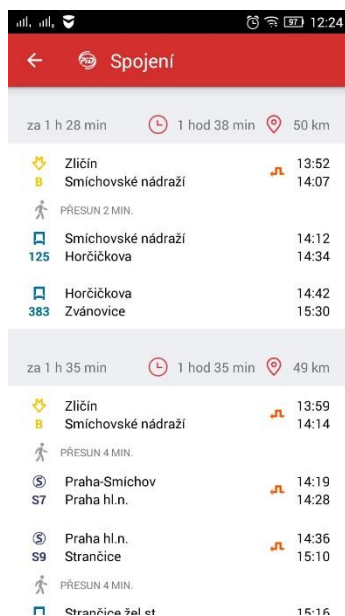 97 12:24
PID Spojení
za 1 h 28 min 1 hod 38 min 50 km
Zličín 13:52
B Smíchovské nádraží 14:07
PŘESUN 2 MIN.
Smíchovské nádraží 14:12
125 Horčičkova 14:34
Horčičkova 14:42
383 Zvánovice 15:30
za 1 h 35 min 1 hod 35 min 49 km
Zličín 13:59
B Smíchovské nádraží 14:14
PŘESUN 4 MIN.
S Praha-Smíchov 14:19
S7 Praha hl.n. 14:28
S Praha hl.n. 14:36
S9 Strančice 15:10
PŘESUN 4 MIN.
Strančice žel.st. 15:16